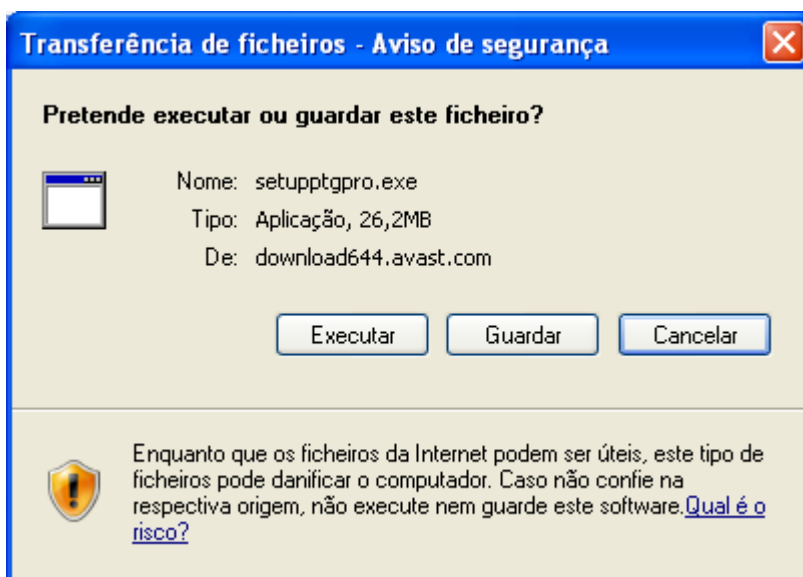 Transferência de ficheiros - Aviso de segurança
Pretende executar ou guardar este ficheiro?
Nome: setupptgpro.exe
Tipo: Aplicação, 26,2MB
De: download644.avast.com
Executar Guardar Cancelar
Enquanto que os ficheiros da Internet podem ser úteis, este tipo de
ficheiros pode danificar o computador. Caso não confie na
respectiva origem, não execute nem guarde este software.Qual é o
risco?